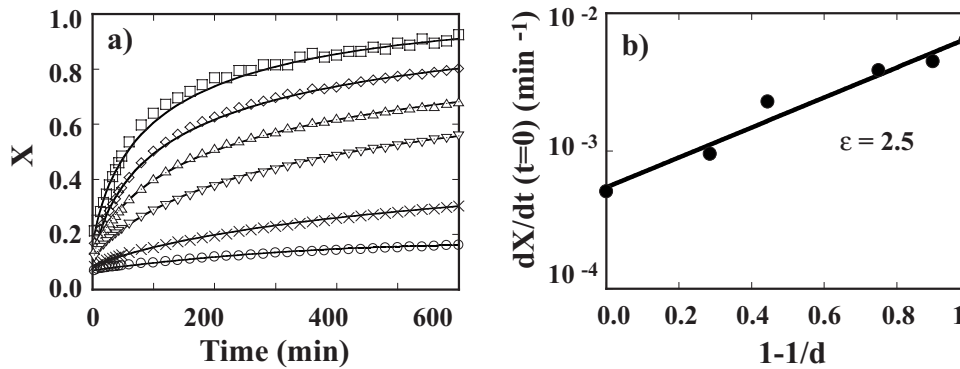 a)
1.0
0.8
0.6
0.4
0.2
0.0
X
0
200
400
600
Time (min)
b)
10⁻²
10⁻³
10⁻⁴
dX/dt (t=0) (min⁻¹)
ε = 2.5
0.0
0.2
0.4
0.6
0.8
1
1-1/d